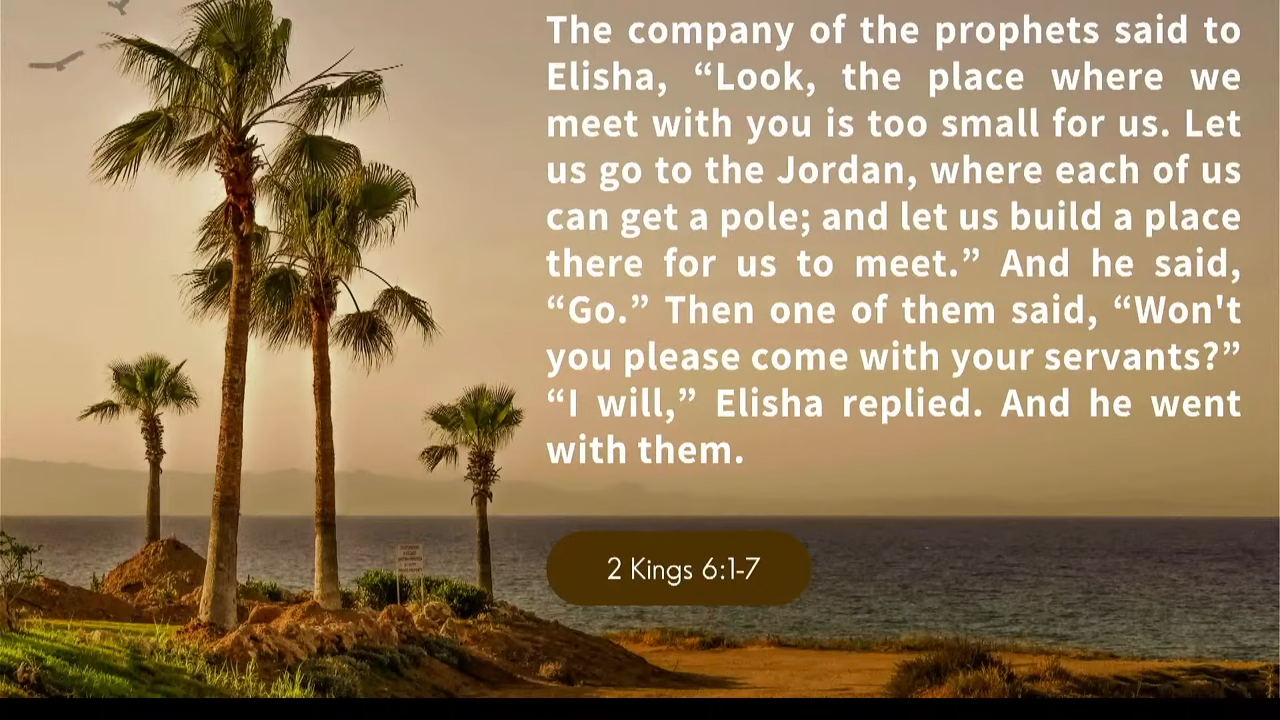 The company of the prophets said to
Elisha, “Look, the place where we
meet with you is too small for us. Let
us go to the Jordan, where each of us
can get a pole; and let us build a place
there for us to meet.” And he said,
“Go.” Then one of them said, “Won't
you please come with your servants?”
“I will,” Elisha replied. And he went
with them.
2 Kings 6:1-7